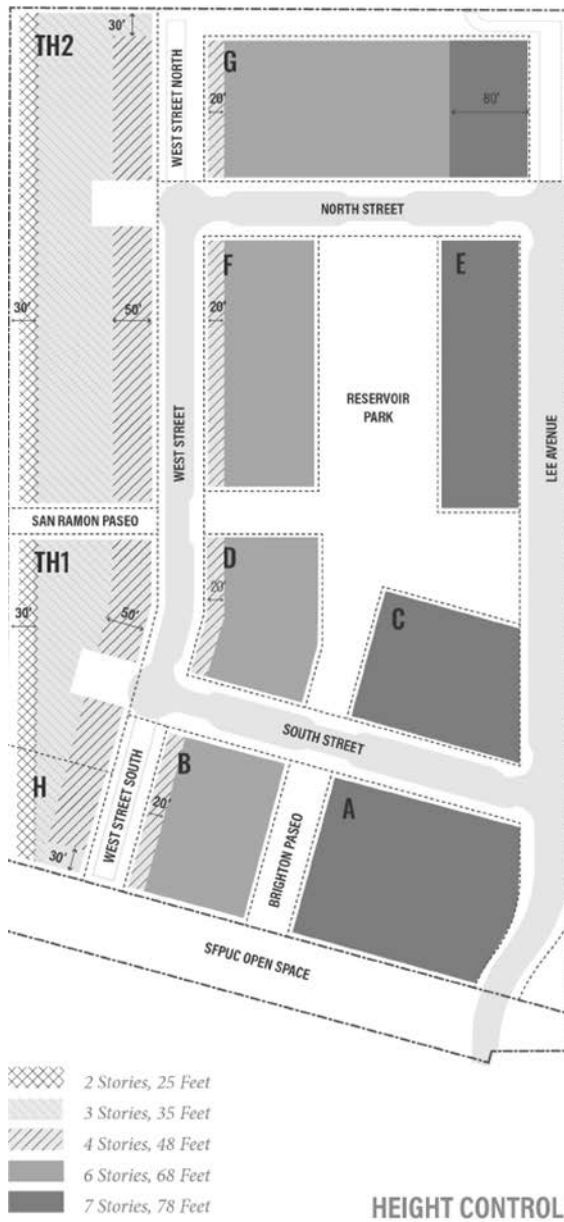 30'
TH2
WEST STREET NORTH
G
20'
80'
NORTH STREET
F
E
30'
50'
20'
WEST STREET
RESERVOIR
PARK
LEE AVENUE
SAN RAMON PASEO
TH1
D
20'
30'
50'
C
SOUTH STREET
B
H
WEST STREET SOUTH
20'
A
30'
BRIGHTON PASEO
SFPUC OPEN SPACE
2 Stories, 25 Feet
3 Stories, 35 Feet
4 Stories, 48 Feet
6 Stories, 68 Feet
7 Stories, 78 Feet
HEIGHT CONTROL